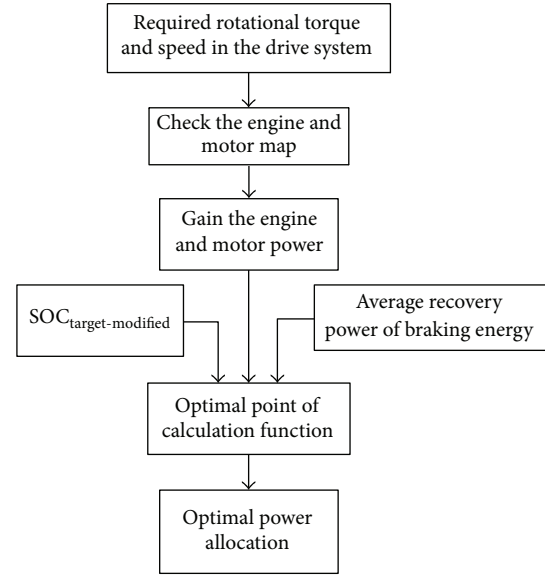 Required rotational torque
and speed in the drive system
Check the engine and
motor map
Gain the engine
and motor power
SOCtarget-modified
Average recovery
power of braking energy
Optimal point of
calculation function
Optimal power
allocation